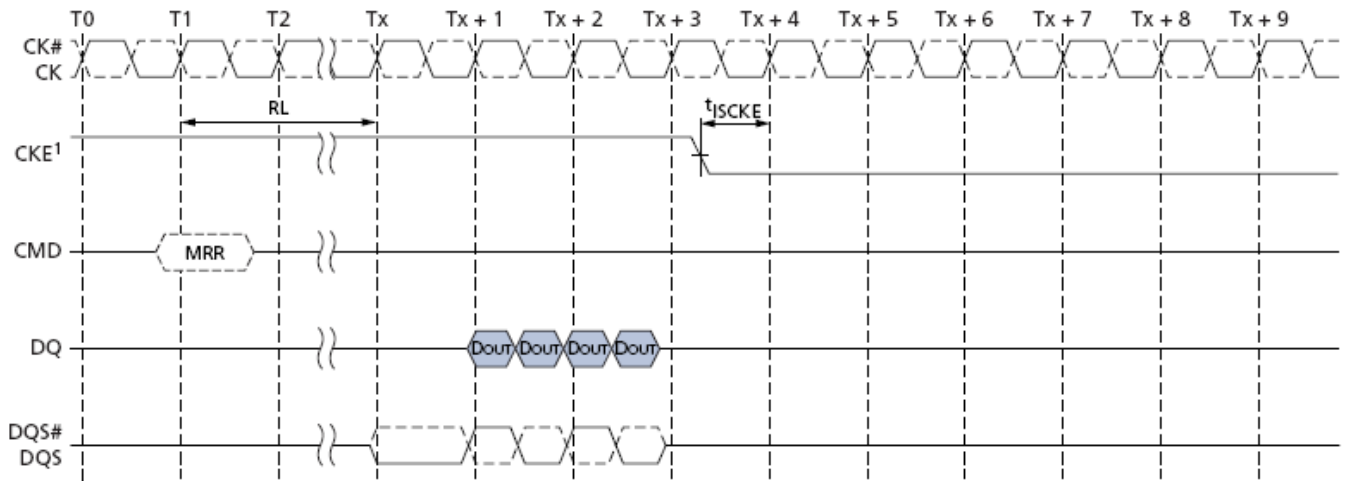 T0 T1 T2 Tx Tx + 1 Tx + 2 Tx + 3 Tx + 4 Tx + 5 Tx + 6 Tx + 7 Tx + 8 Tx + 9
CK#
CK
RL
tISCKE
CKE1
CMD
MRR
DQ
DOUT DOUT DOUT DOUT
DQS#
DQS